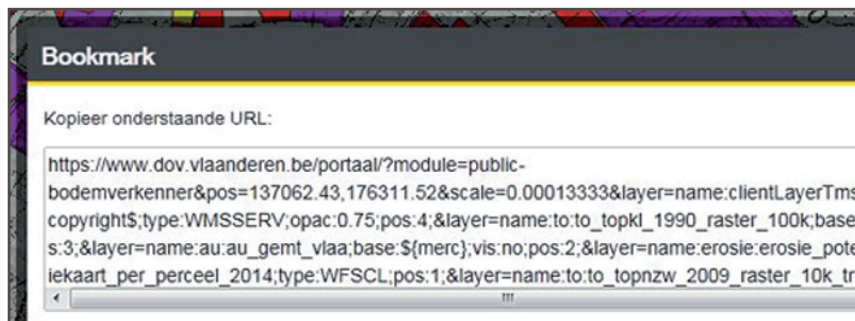 Bookmark
Kopieer onderstaande URL:
https://www.dov.vlaanderen.be/portaal/?module=public-
bodemverkenner&pos=137062.43,176311.52&scale=0.00013333&layer=name:clientLayerTms
copyright$;type:WMSSERV;opac:0.75;pos:4;&layer=name:to:to_topkl_1990_raster_100k;base
s:3;&layer=name:au:au_gemt_vlaa;base:${merc};vis:no;pos:2;&layer=name:erosie:erosie_pote
iekaart_per_perceel_2014;type:WFSCL;pos:1;&layer=name:to:to_topnzw_2009_raster_10k_tr